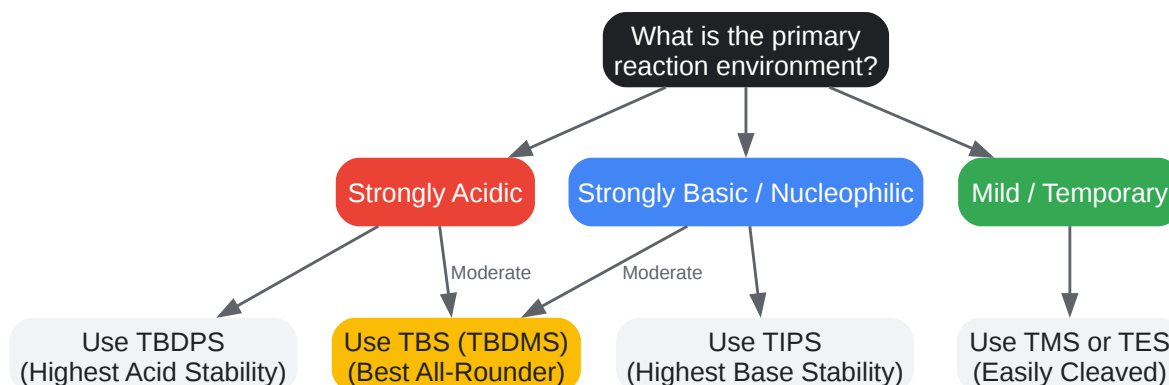 What is the primary
reaction environment?
Strongly Acidic
Strongly Basic / Nucleophilic
Mild / Temporary
Moderate
Moderate
Use TBDPS
(Highest Acid Stability)
Use TBS (TBDMS)
(Best All-Rounder)
Use TIPS
(Highest Base Stability)
Use TMS or TES
(Easily Cleaved)